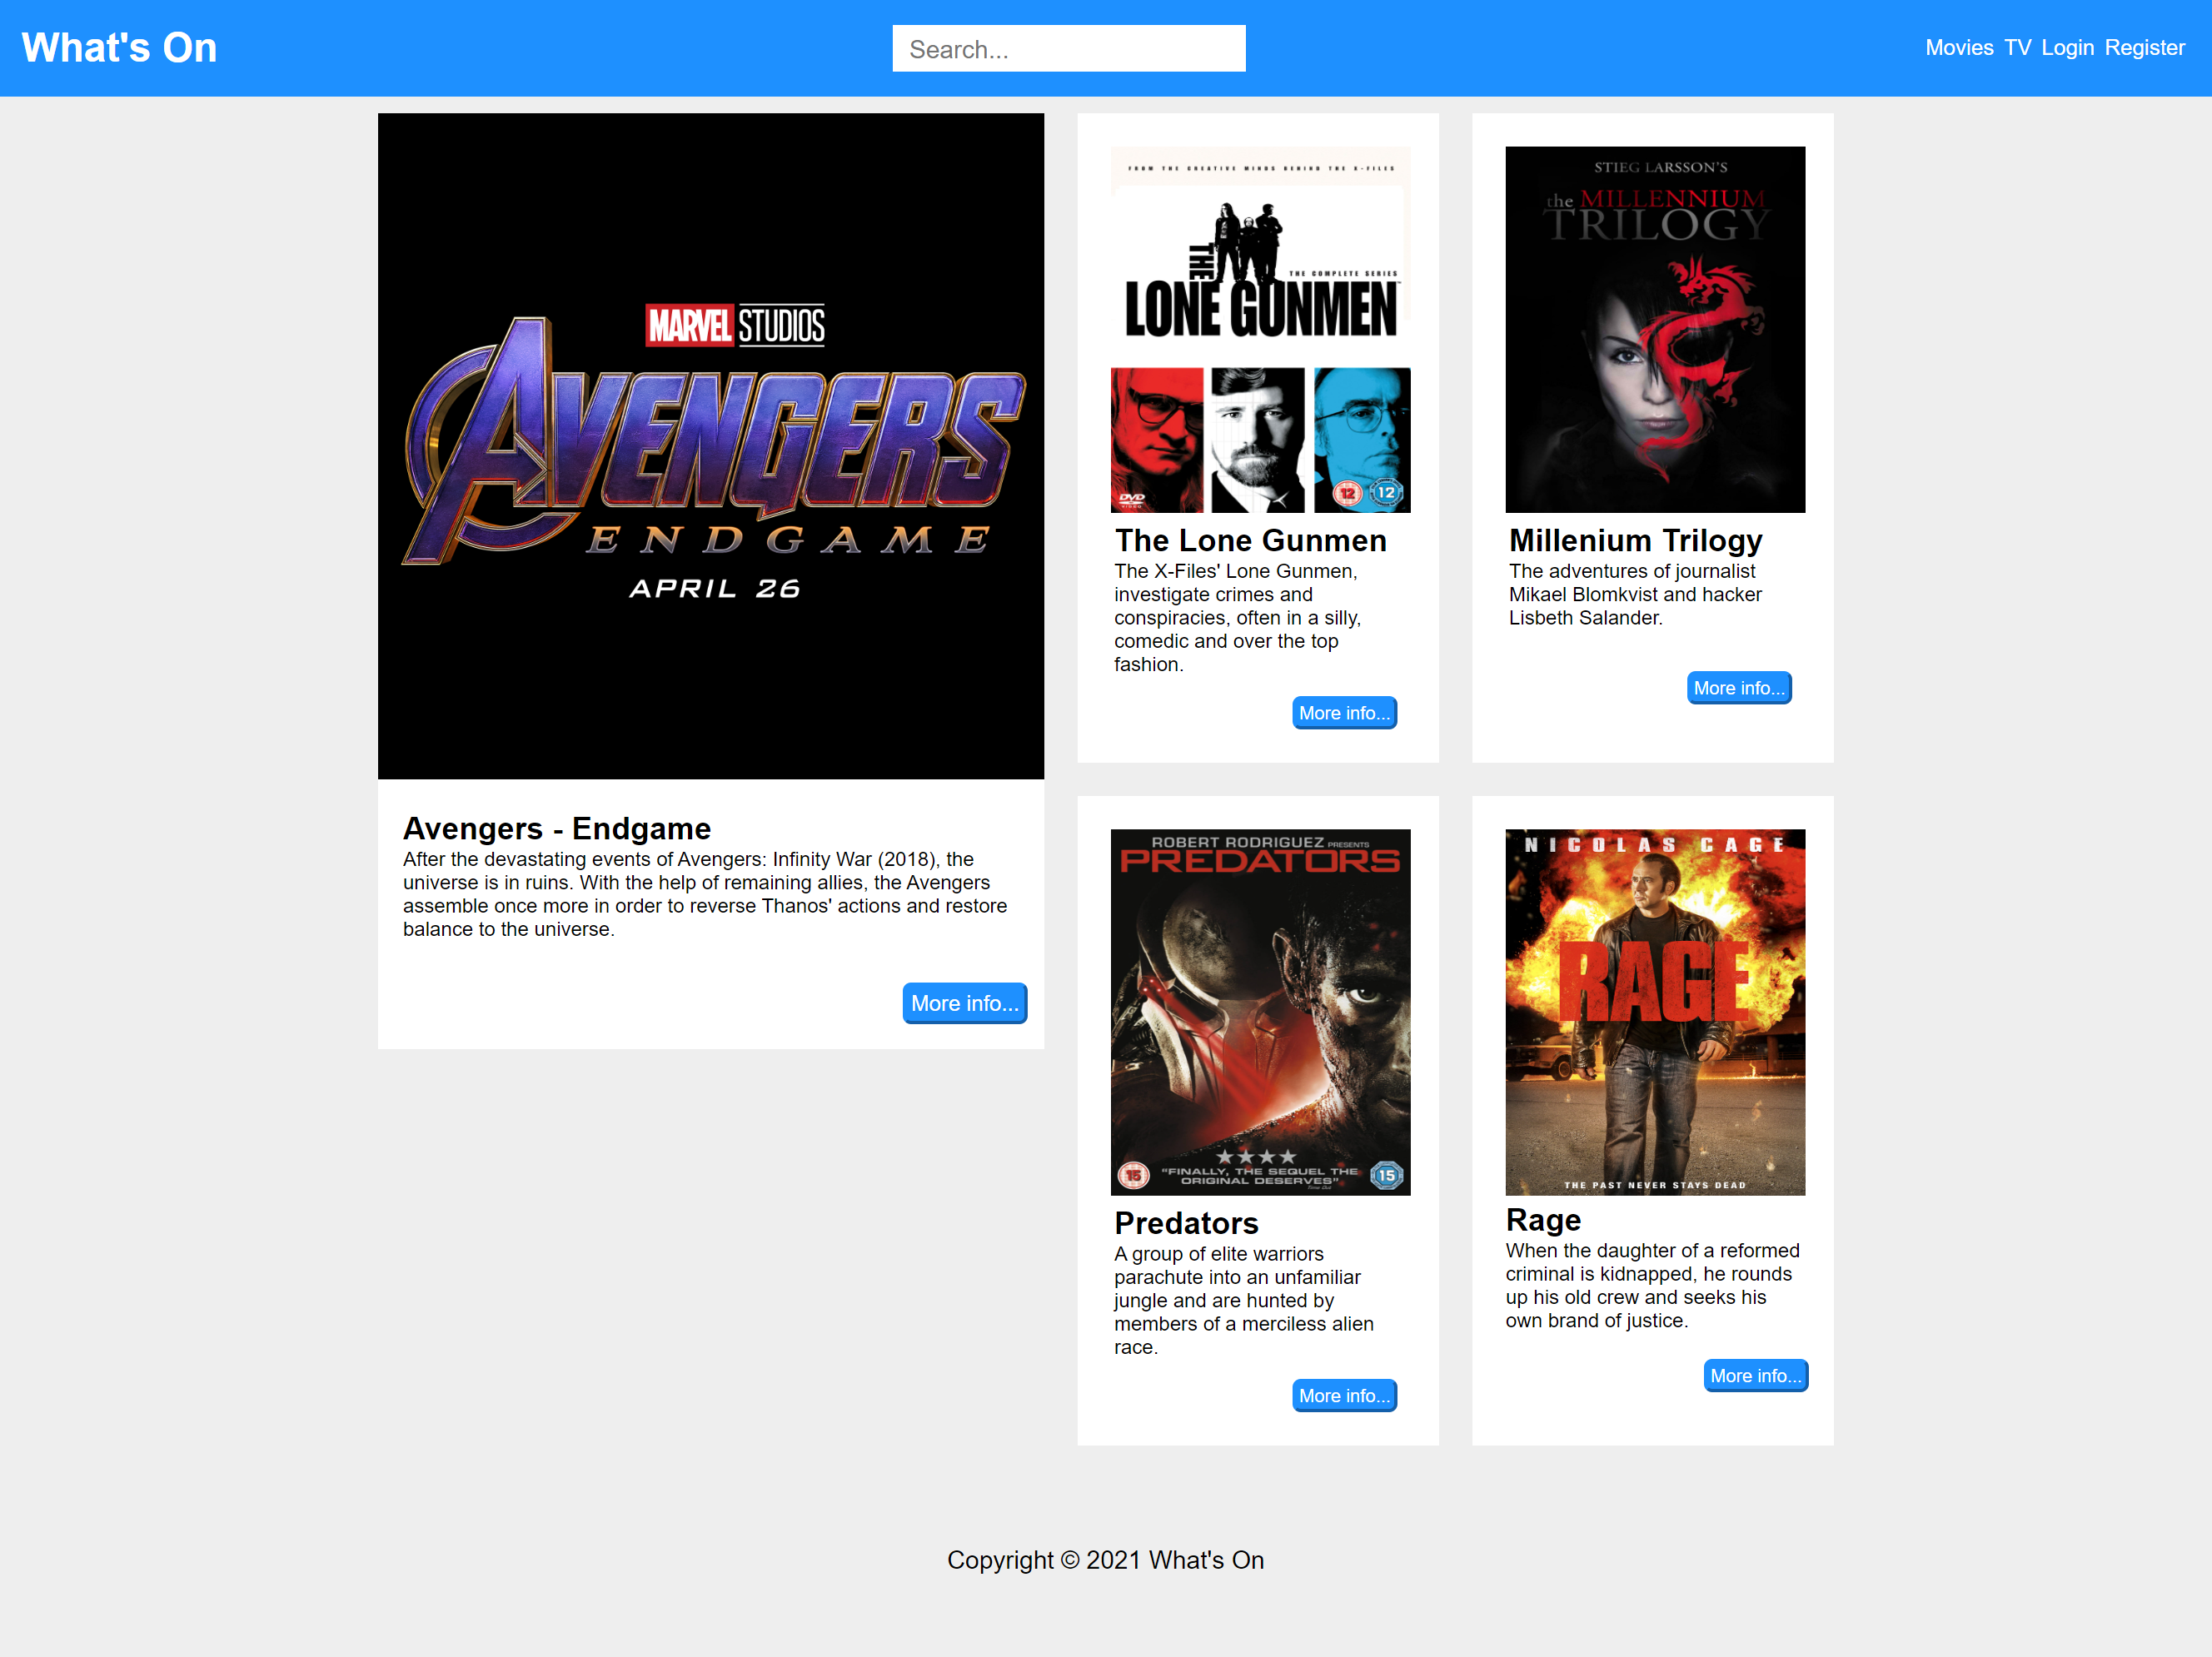 What's On
Search...
Movies TV Login Register
MARVEL STUDIOS
AVENGERS
ENDGAME
APRIL 26
Avengers - Endgame
After the devastating events of Avengers: Infinity War (2018), the
universe is in ruins. With the help of remaining allies, the Avengers
assemble once more in order to reverse Thanos' actions and restore
balance to the universe.
More info...
FROM THE CREATIVE MINDS BEHIND THE X-FILES
THE
THE COMPLETE SERIES
LONE GUNMEN
DVD
VIDEO
12
12
The Lone Gunmen
The X-Files' Lone Gunmen,
investigate crimes and
conspiracies, often in a silly,
comedic and over the top
fashion.
More info...
STIEG LARSSON'S
the MILLENNIUM
TRILOGY
Millenium Trilogy
The adventures of journalist
Mikael Blomkvist and hacker
Lisbeth Salander.
More info...
ROBERT RODRIGUEZ PRESENTS
PREDATORS
★★★★
"FINALLY, THE SEQUEL THE
ORIGINAL DESERVES"
Time Out
15
15
Predators
A group of elite warriors
parachute into an unfamiliar
jungle and are hunted by
members of a merciless alien
race.
More info...
NICOLAS CAGE
RAGE
THE PAST NEVER STAYS DEAD
Rage
When the daughter of a reformed
criminal is kidnapped, he rounds
up his old crew and seeks his
own brand of justice.
More info...
Copyright © 2021 What's On